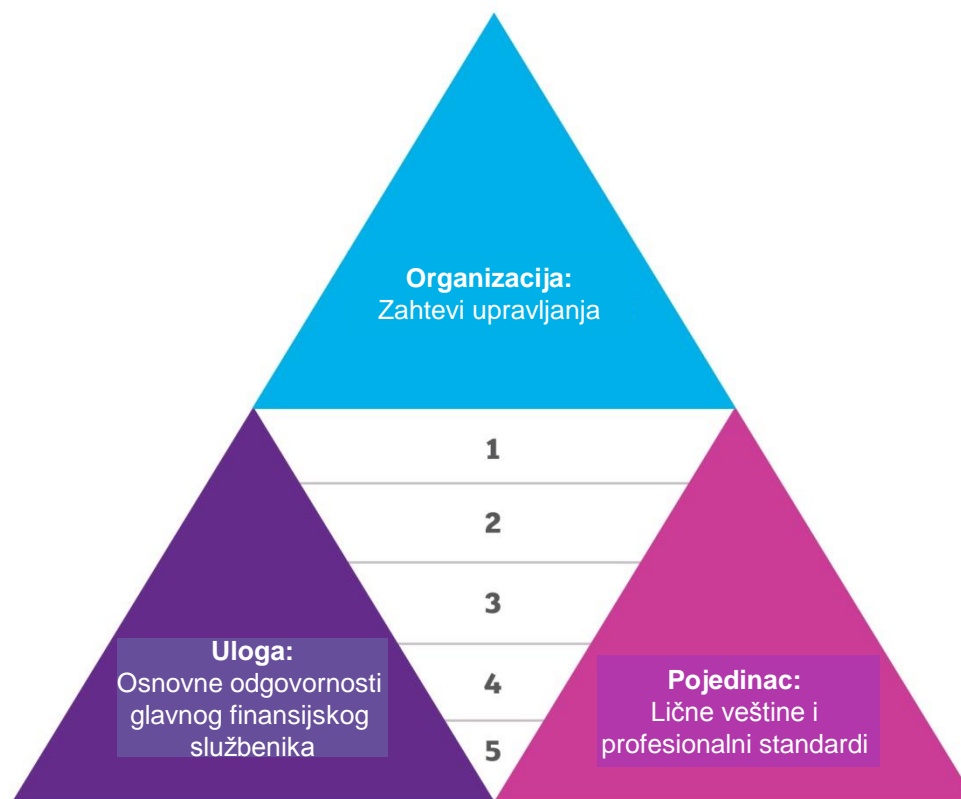 Organizacija:
Zahtevi upravljanja
1
2
3
4
5
Uloga:
Osnovne odgovornosti
glavnog finansijskog
službenika
Pojedinac:
Lične veštine i
profesionalni standardi